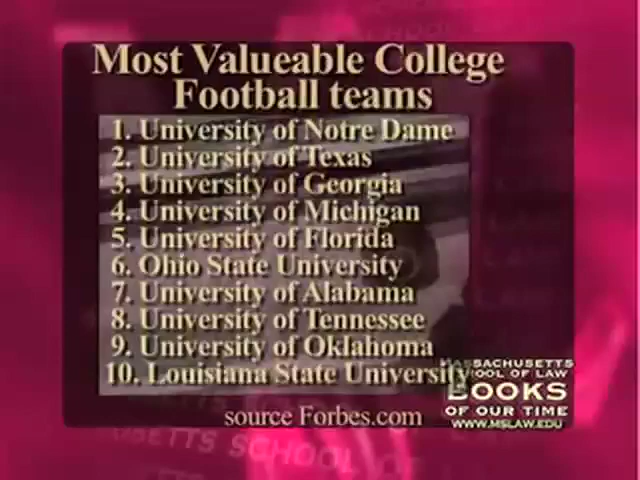 Most Valueable College
Football teams
1. University of Notre Dame
2. University of Texas
3. University of Georgia
4. University of Michigan
5. University of Florida
6. Ohio State University
7. University of Alabama
8. University of Tennessee
9. University of Oklahoma
10. Louisiana State University
source Forbes.com
MASSACHUSETTS
SCHOOL OF LAW
BOOKS
OF OUR TIME
WWW.MSLAW.EDU
SCHOOL OF